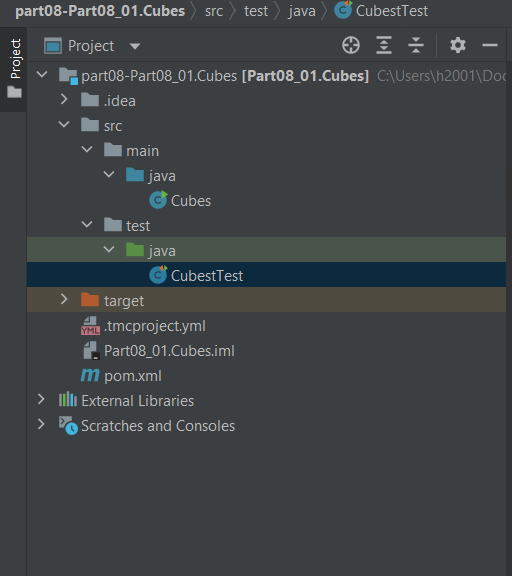 part08-Part08_01.Cubes 〉 src 〉 test 〉 java 〉 CubestTest
Project
Project
part08-Part08_01.Cubes [Part08_01.Cubes] C:\Users\h2001\Doc
.idea
src
main
java
Cubes
test
java
CubestTest
target
YML .tmcproject.yml
Part08_01.Cubes.iml
m pom.xml
External Libraries
Scratches and Consoles